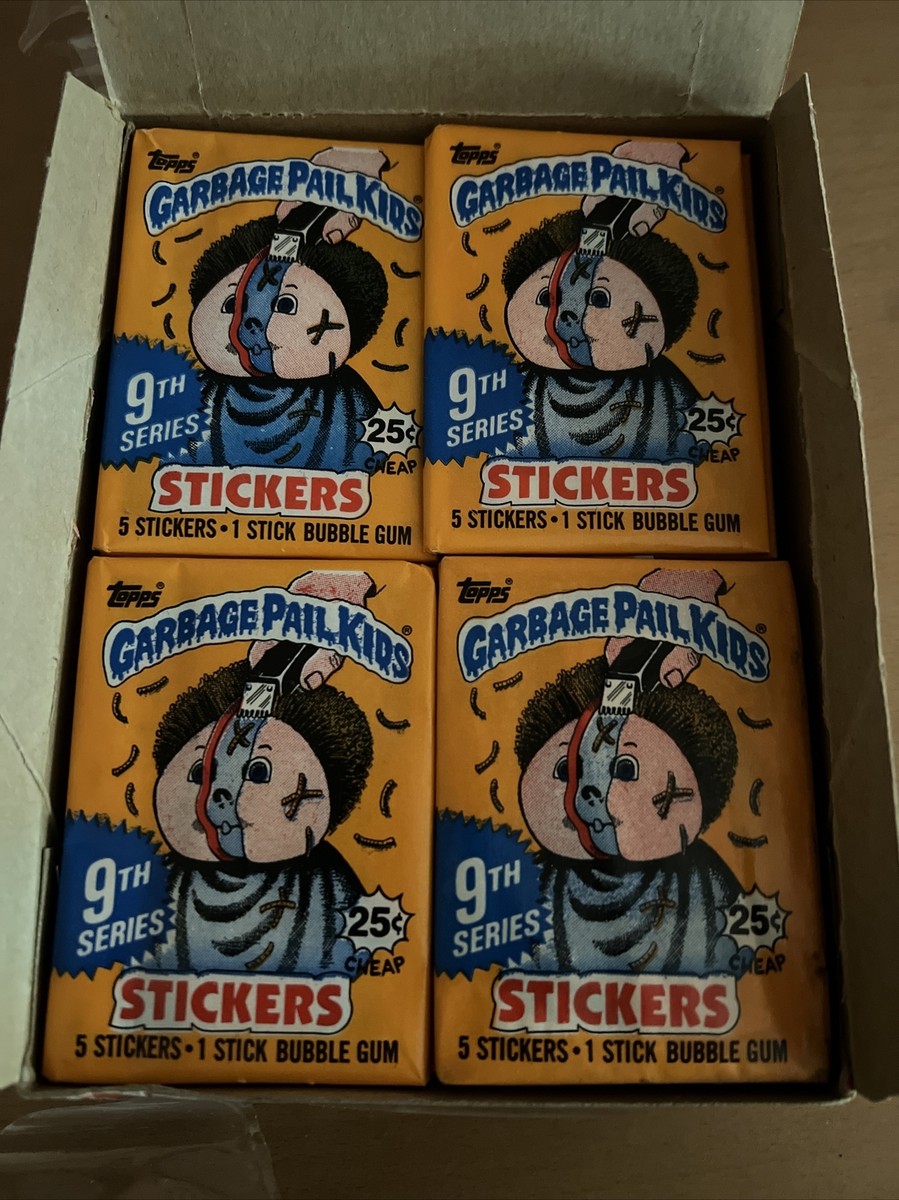 Topps®
GARBAGE PAIL KIDS
9TH
SERIES
25¢
CHEAP
STICKERS
5 STICKERS • 1 STICK BUBBLE GUM
Topps®
GARBAGE PAIL KIDS®
9TH
SERIES
25¢
CHEAP
STICKERS
5 STICKERS • 1 STICK BUBBLE GUM
Topps®
GARBAGE PAIL KIDS®
9TH
SERIES
25¢
CHEAP
STICKERS
5 STICKERS • 1 STICK BUBBLE GUM
Topps®
GARBAGE PAIL KIDS®
9TH
SERIES
25¢
CHEAP
STICKERS
5 STICKERS • 1 STICK BUBBLE GUM